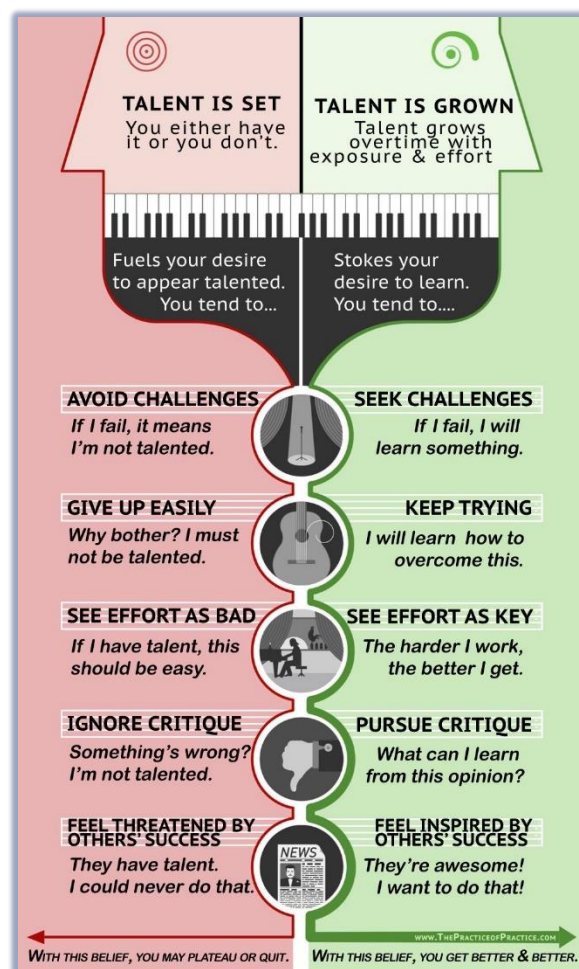 TALENT IS SET
You either have
it or you don't.
TALENT IS GROWN
Talent grows
overtime with
exposure & effort
Fuels your desire
to appear talented.
You tend to...
Stokes your
desire to learn.
You tend to....
AVOID CHALLENGES
If I fail, it means
I'm not talented.
SEEK CHALLENGES
If I fail, I will
learn something.
GIVE UP EASILY
Why bother? I must
not be talented.
KEEP TRYING
I will learn how to
overcome this.
SEE EFFORT AS BAD
If I have talent, this
should be easy.
SEE EFFORT AS KEY
The harder I work,
the better I get.
IGNORE CRITIQUE
Something's wrong?
I'm not talented.
PURSUE CRITIQUE
What can I learn
from this opinion?
FEEL THREATENED BY
OTHERS' SUCCESS
They have talent.
I could never do that.
NEWS
FEEL INSPIRED BY
OTHERS' SUCCESS
They're awesome!
I want to do that!
www.ThePracticeofPractice.com
With this belief, you may plateau or quit.
With this belief, you get better & better.